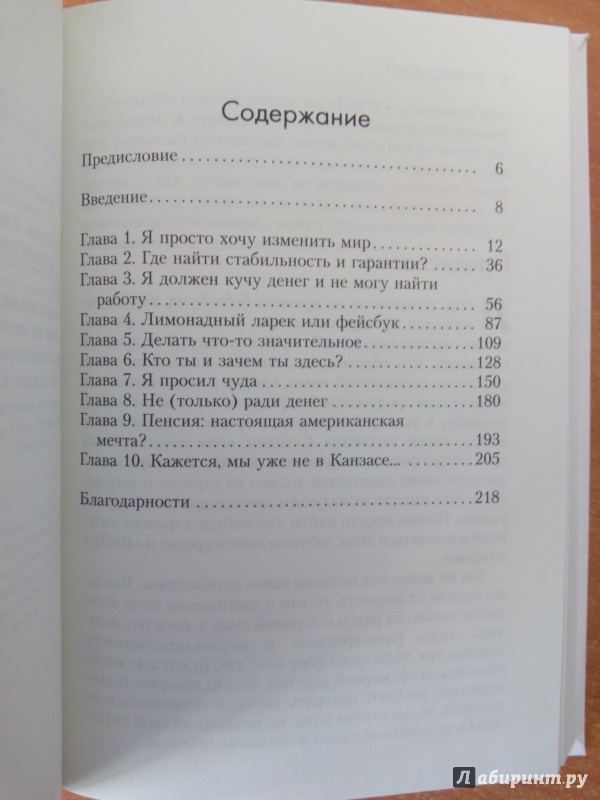 Содержание
Предисловие ........................................ 6
Введение ............................................ 8
Глава 1. Я просто хочу изменить мир ................ 12
Глава 2. Где найти стабильность и гарантии? ....... 36
Глава 3. Я должен кучу денег и не могу найти
работу ............................................. 56
Глава 4. Лимонадный ларек или фейсбук ............. 87
Глава 5. Делать что-то значительное ............... 109
Глава 6. Кто ты и зачем ты здесь? ................. 128
Глава 7. Я просил чуда ............................ 150
Глава 8. Не (только) ради денег ................... 180
Глава 9. Пенсия: настоящая американская
мечта? ............................................. 193
Глава 10. Кажется, мы уже не в Канзасе... ......... 205
Благодарности ...................................... 218
лабиринт.ру